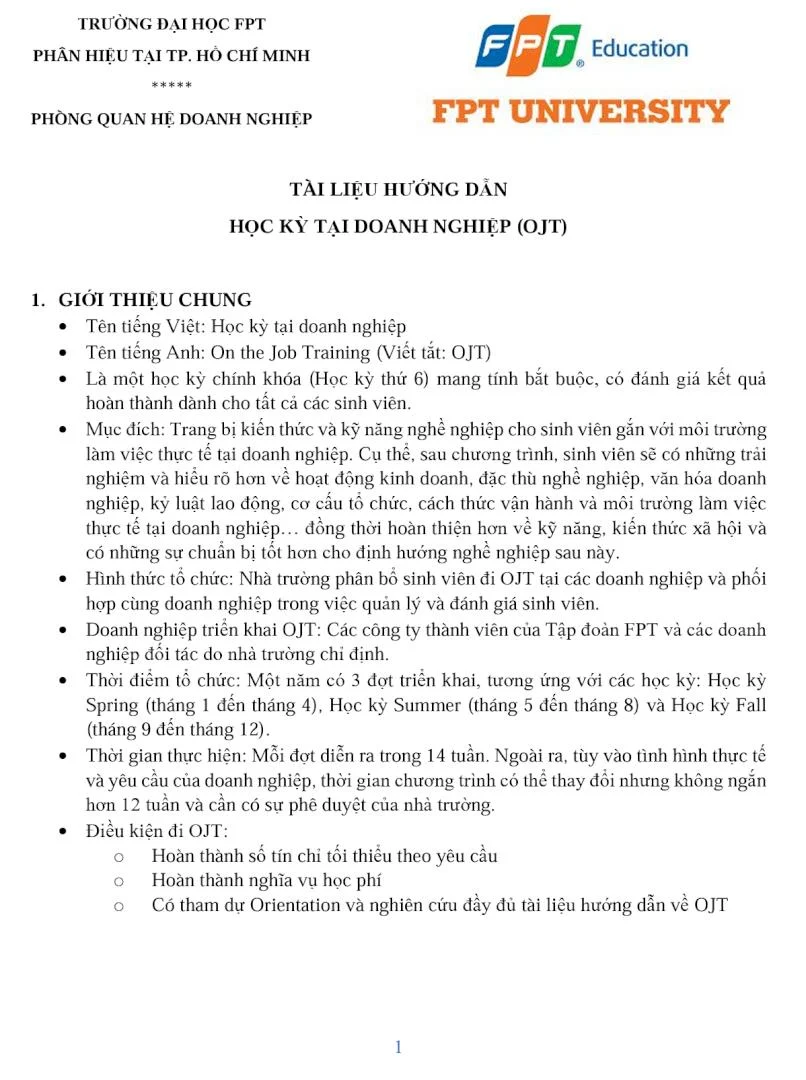 TRƯỜNG ĐẠI HỌC FPT
PHÂN HIỆU TẠI TP. HỒ CHÍ MINH
*****
PHÒNG QUAN HỆ DOANH NGHIỆP
FPT Education
®
FPT UNIVERSITY
TÀI LIỆU HƯỚNG DẪN
HỌC KỲ TẠI DOANH NGHIỆP (OJT)
1. GIỚI THIỆU CHUNG
• Tên tiếng Việt: Học kỳ tại doanh nghiệp
• Tên tiếng Anh: On the Job Training (Viết tắt: OJT)
• Là một học kỳ chính khóa (Học kỳ thứ 6) mang tính bắt buộc, có đánh giá kết quả
hoàn thành dành cho tất cả các sinh viên.
• Mục đích: Trang bị kiến thức và kỹ năng nghề nghiệp cho sinh viên gắn với môi trường
làm việc thực tế tại doanh nghiệp. Cụ thể, sau chương trình, sinh viên sẽ có những trải
nghiệm và hiểu rõ hơn về hoạt động kinh doanh, đặc thù nghề nghiệp, văn hóa doanh
nghiệp, kỷ luật lao động, cơ cấu tổ chức, cách thức vận hành và môi trường làm việc
thực tế tại doanh nghiệp… đồng thời hoàn thiện hơn về kỹ năng, kiến thức xã hội và
có những sự chuẩn bị tốt hơn cho định hướng nghề nghiệp sau này.
• Hình thức tổ chức: Nhà trường phân bổ sinh viên đi OJT tại các doanh nghiệp và phối
hợp cùng doanh nghiệp trong việc quản lý và đánh giá sinh viên.
• Doanh nghiệp triển khai OJT: Các công ty thành viên của Tập đoàn FPT và các doanh
nghiệp đối tác do nhà trường chỉ định.
• Thời điểm tổ chức: Một năm có 3 đợt triển khai, tương ứng với các học kỳ: Học kỳ
Spring (tháng 1 đến tháng 4), Học kỳ Summer (tháng 5 đến tháng 8) và Học kỳ Fall
(tháng 9 đến tháng 12).
• Thời gian thực hiện: Mỗi đợt diễn ra trong 14 tuần. Ngoài ra, tùy vào tình hình thực tế
và yêu cầu của doanh nghiệp, thời gian chương trình có thể thay đổi nhưng không ngắn
hơn 12 tuần và cần có sự phê duyệt của nhà trường.
• Điều kiện đi OJT:
○ Hoàn thành số tín chỉ tối thiểu theo yêu cầu
○ Hoàn thành nghĩa vụ học phí
○ Có tham dự Orientation và nghiên cứu đầy đủ tài liệu hướng dẫn về OJT
1